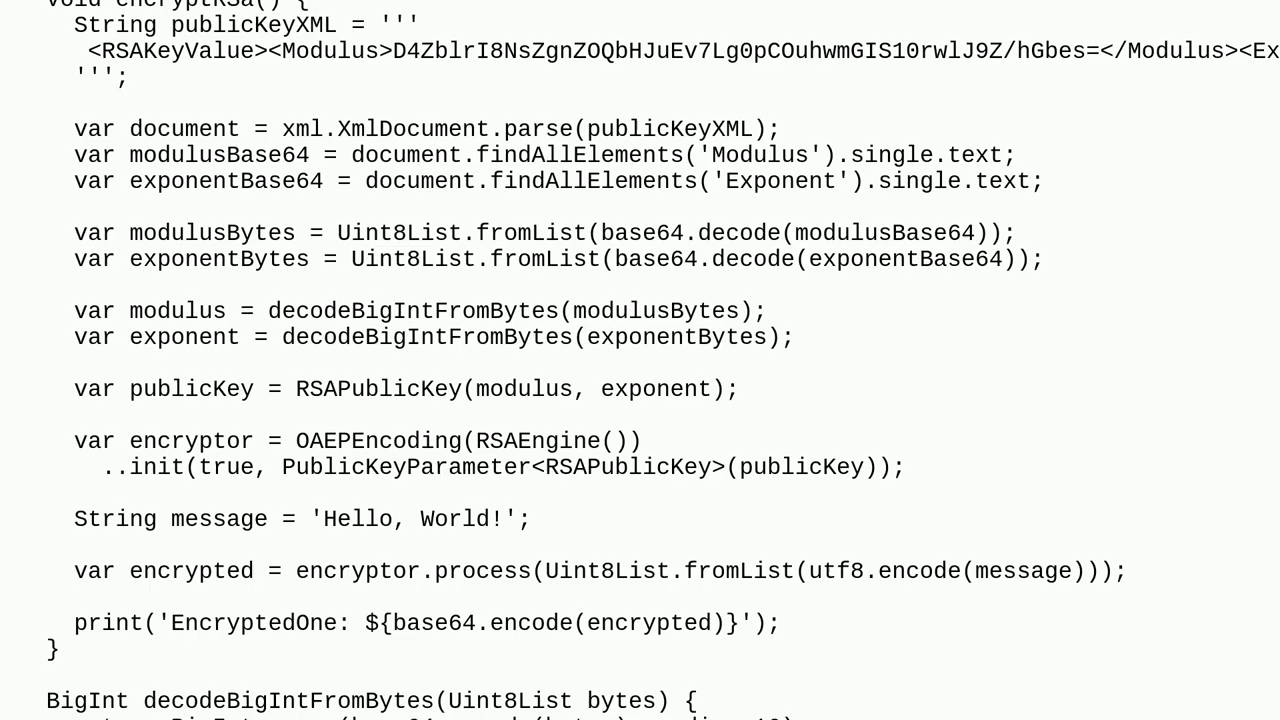 void encryptRSa() {
String publicKeyXML = '''
<RSAKeyValue><Modulus>D4ZblrI8NsZgnZOQbHJuEv7Lg0pCOuhwmGIS10rwlJ9Z/hGbes=</Modulus><Ex
''';
var document = xml.XmlDocument.parse(publicKeyXML);
var modulusBase64 = document.findAllElements('Modulus').single.text;
var exponentBase64 = document.findAllElements('Exponent').single.text;
var modulusBytes = Uint8List.fromList(base64.decode(modulusBase64));
var exponentBytes = Uint8List.fromList(base64.decode(exponentBase64));
var modulus = decodeBigIntFromBytes(modulusBytes);
var exponent = decodeBigIntFromBytes(exponentBytes);
var publicKey = RSAPublicKey(modulus, exponent);
var encryptor = OAEPEncoding(RSAEngine())
..init(true, PublicKeyParameter<RSAPublicKey>(publicKey));
String message = 'Hello, World!';
var encrypted = encryptor.process(Uint8List.fromList(utf8.encode(message)));
print('EncryptedOne: ${base64.encode(encrypted)}');
}
BigInt decodeBigIntFromBytes(Uint8List bytes) {